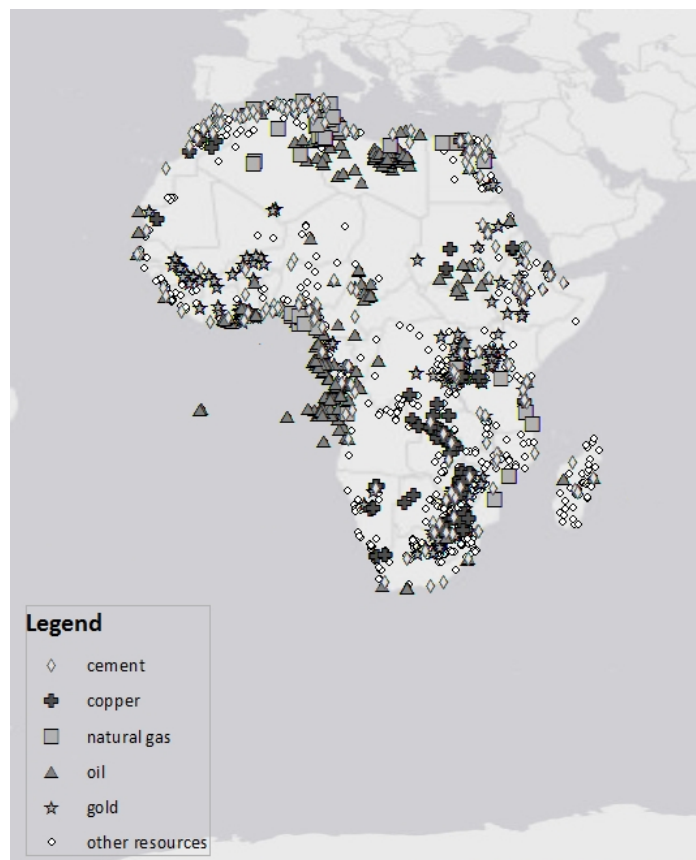 Legend
cement
copper
natural gas
oil
gold
other resources